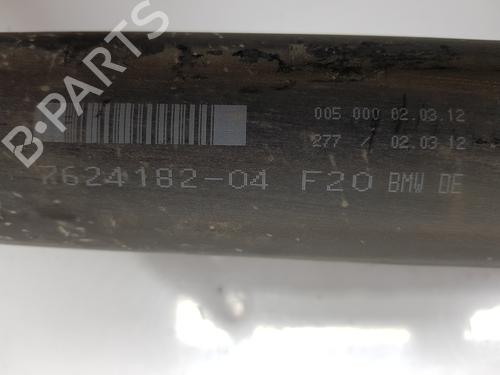 B-PARTS
005 000 02.03.12
277 / 02.03.12
7624182-04 F20 BMW DE